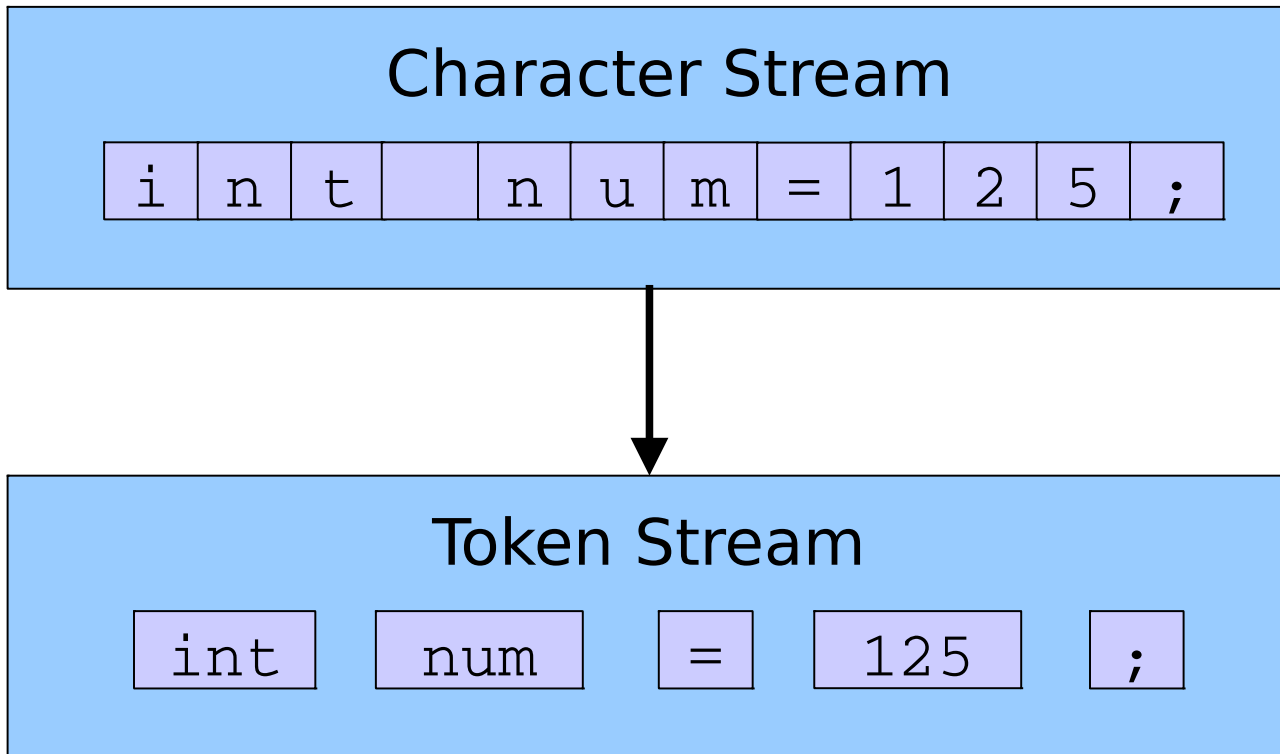 Character Stream
i n t   n u m = 1 2 5 ;
Token Stream
int num = 125 ;